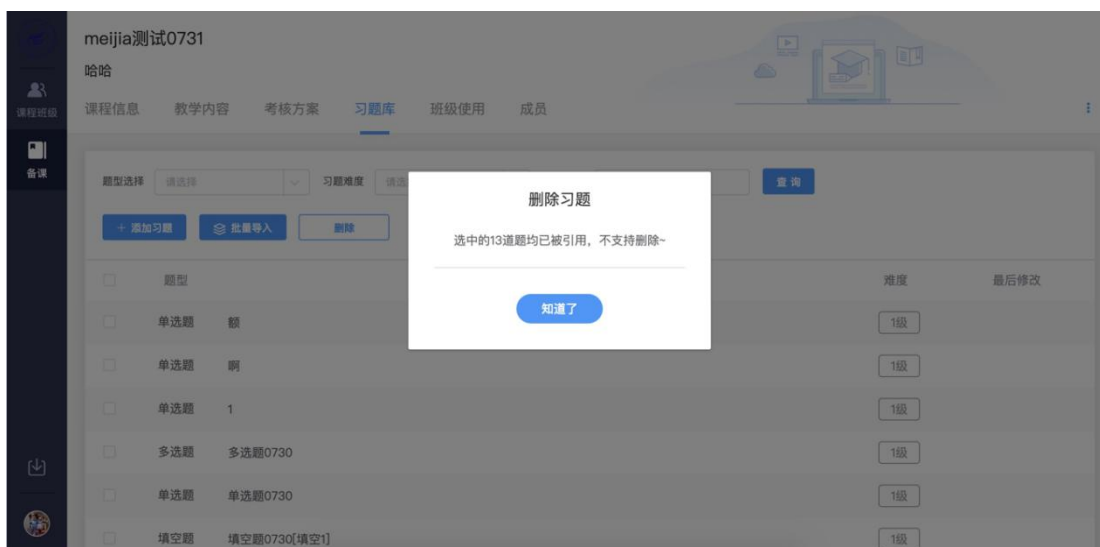 meijia测试0731
哈哈
课程班级
备课
课程信息 教学内容 考核方案 习题库 班级使用 成员
题型选择 请选择 习题难度 请选 查询
+ 添加习题 批量导入 删除
删除习题
选中的13道题均已被引用，不支持删除~
知道了
题型 难度 最后修改
单选题 额 1级
单选题 啊 1级
单选题 1 1级
多选题 多选题0730 1级
单选题 单选题0730 1级
填空题 填空题0730[填空1] 1级